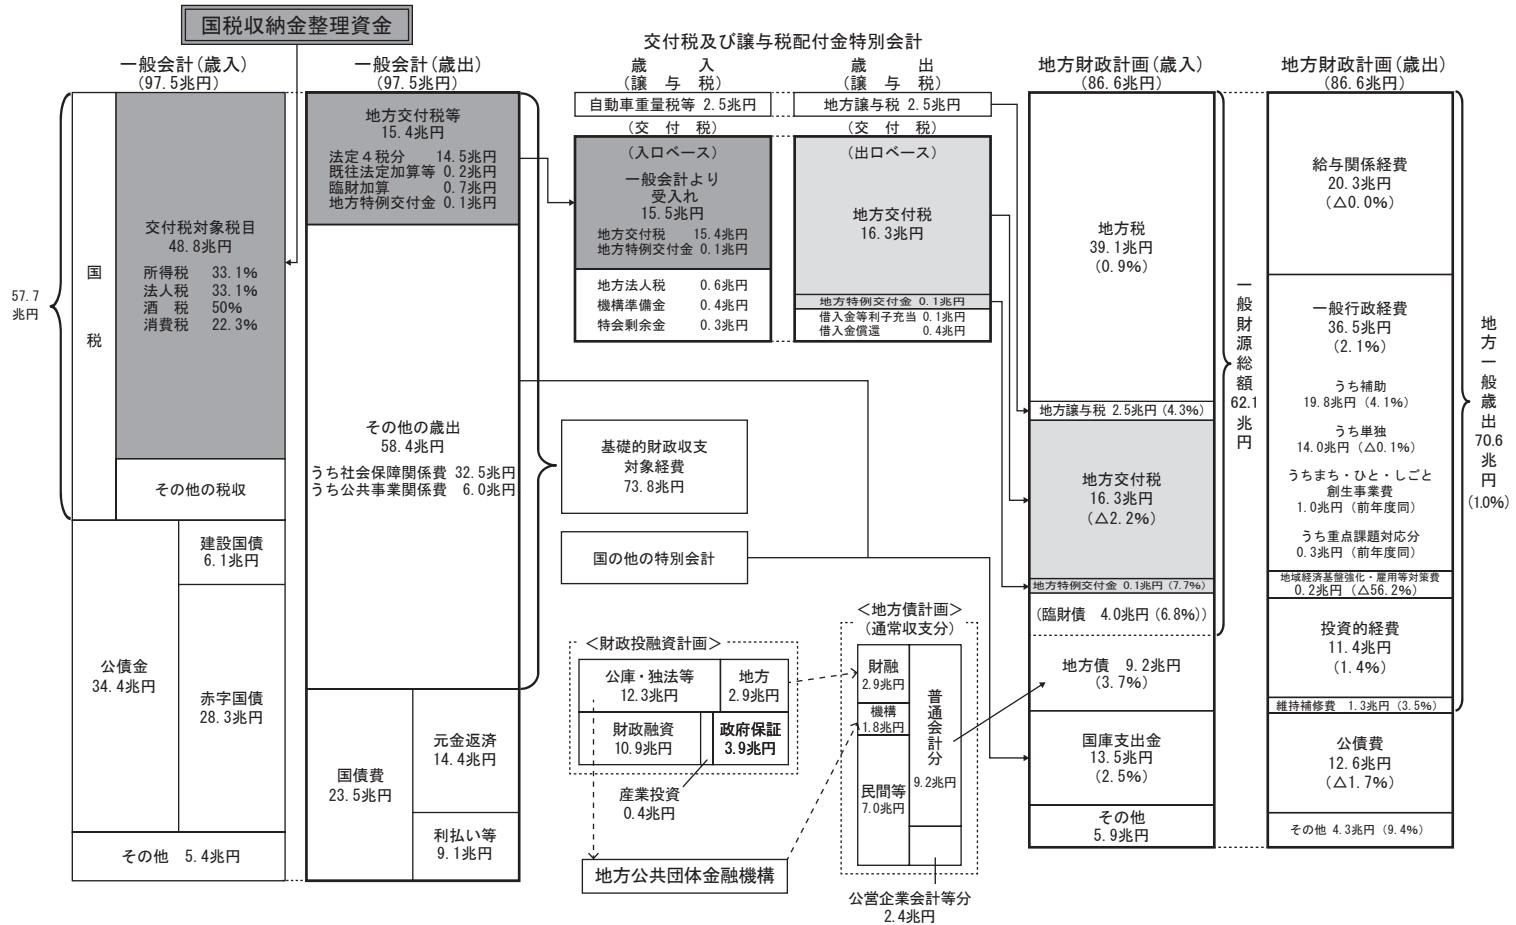 国税収納金整理資金
一般会計(歳入)
(97.5兆円)
57.7
兆円
国税
交付税対象税目
48.8兆円
所得税 33.1%
法人税 33.1%
酒 税 50%
消費税 22.3%
その他の税収
公債金
34.4兆円
建設国債
6.1兆円
赤字国債
28.3兆円
その他 5.4兆円
一般会計(歳出)
(97.5兆円)
地方交付税等
15.4兆円
法定4税分 14.5兆円
既往法定加算等 0.2兆円
臨財加算 0.7兆円
地方特例交付金 0.1兆円
その他の歳出
58.4兆円
うち社会保障関係費 32.5兆円
うち公共事業関係費 6.0兆円
国債費
23.5兆円
元金返済
14.4兆円
利払い等
9.1兆円
基礎的財政収支
対象経費
73.8兆円
国の他の特別会計
交付税及び譲与税配付金特別会計
歳 入
(譲 与 税)
自動車重量税等 2.5兆円
(交 付 税)
(入口ベース)
一般会計より
受入れ
15.5兆円
地方交付税 15.4兆円
地方特例交付金 0.1兆円
地方法人税 0.6兆円
機構準備金 0.4兆円
特会剰余金 0.3兆円
歳 出
(譲 与 税)
地方譲与税 2.5兆円
(交 付 税)
(出口ベース)
地方交付税
16.3兆円
地方特例交付金 0.1兆円
借入金等利子充当 0.1兆円
借入金償還 0.4兆円
<財政投融資計画>
公庫・独法等
12.3兆円
地方
2.9兆円
財政融資
10.9兆円
政府保証
3.9兆円
産業投資
0.4兆円
地方公共団体金融機構
<地方債計画>
(通常収支分)
財融
2.9兆円
機構
1.8兆円
民間等
7.0兆円
普通会計分
9.2兆円
公営企業会計等分
2.4兆円
地方財政計画(歳入)
(86.6兆円)
地方税
39.1兆円
(0.9%)
地方譲与税 2.5兆円(4.3%)
地方交付税
16.3兆円
(△2.2%)
地方特例交付金 0.1兆円(7.7%)
(臨財債 4.0兆円(6.8%))
地方債 9.2兆円
(3.7%)
国庫支出金
13.5兆円
(2.5%)
その他
5.9兆円
一般財源総額
62.1
兆円
地方財政計画(歳出)
(86.6兆円)
給与関係経費
20.3兆円
(△0.0%)
一般行政経費
36.5兆円
(2.1%)
うち補助
19.8兆円(4.1%)
うち単独
14.0兆円(△0.1%)
うちまち・ひと・しごと
創生事業費
1.0兆円(前年度同)
うち重点課題対応分
0.3兆円(前年度同)
地域経済基盤強化・雇用等対策費
0.2兆円(△56.2%)
投資的経費
11.4兆円
(1.4%)
維持補修費 1.3兆円(3.5%)
公債費
12.6兆円
(△1.7%)
その他 4.3兆円(9.4%)
地方一般歳出
70.6
兆円
(1.0%)